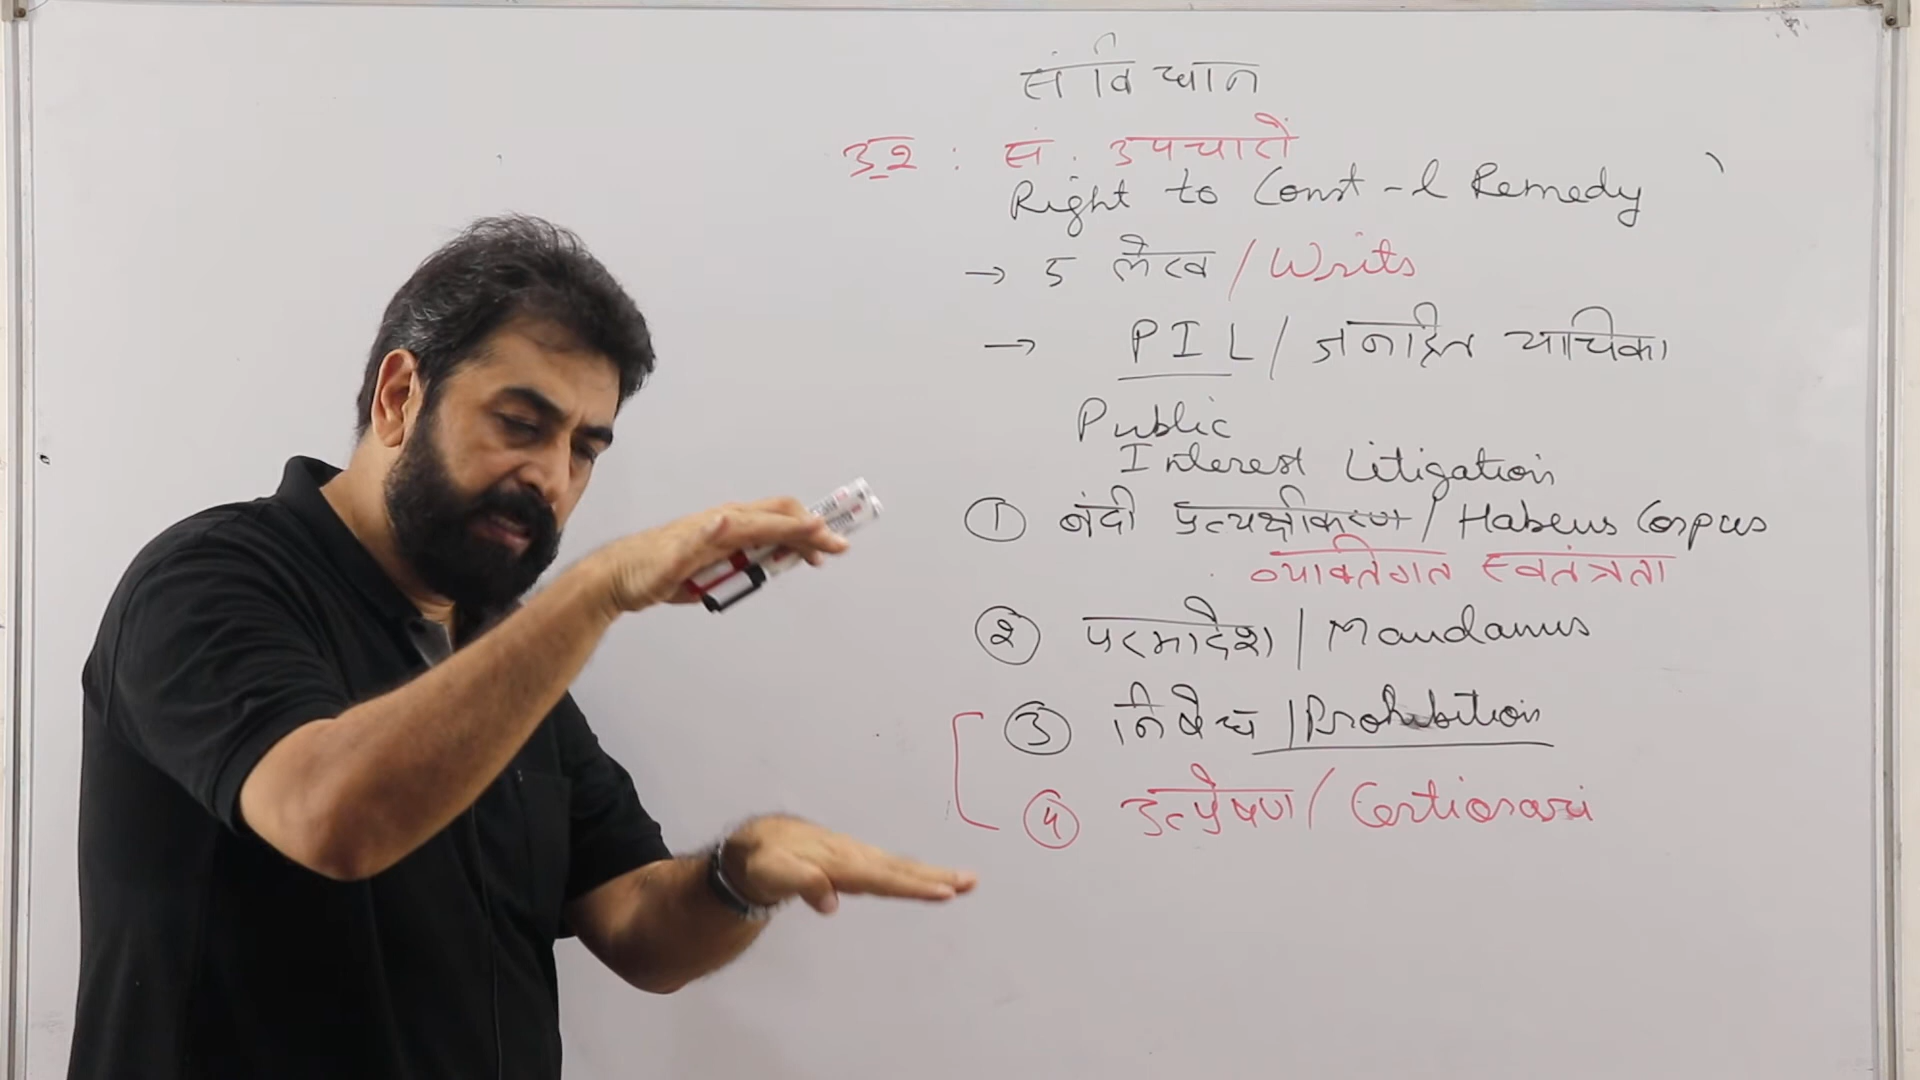 संविधान
३२ : सं. उपचारों
Right to Const-l Remedy
→ 5 लेख / Writs
→ PIL / जनहित याचिका
Public
Interest Litigation
① बंदी प्रत्यक्षीकरण / Habeus Corpus
व्यक्तिगत स्वतंत्रता
② परमादेश / Mandamus
③ निषेध / Prohibition
④ उत्प्रेषण / Certiorari